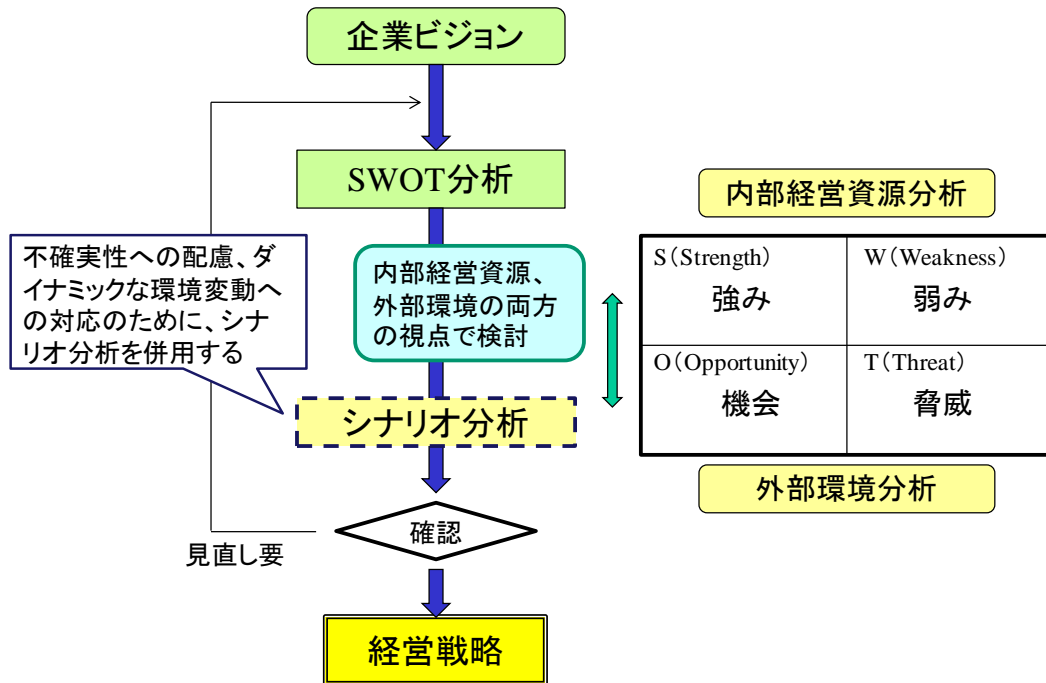 企業ビジョン
SWOT分析
内部経営資源分析
不確実性への配慮、ダ
イナミックな環境変動へ
の対応のために、シナ
リオ分析を併用する
内部経営資源、
外部環境の両方
の視点で検討
S（Strength）
強み
W（Weakness）
弱み
O（Opportunity）
機会
T（Threat）
脅威
シナリオ分析
外部環境分析
確認
見直し要
経営戦略